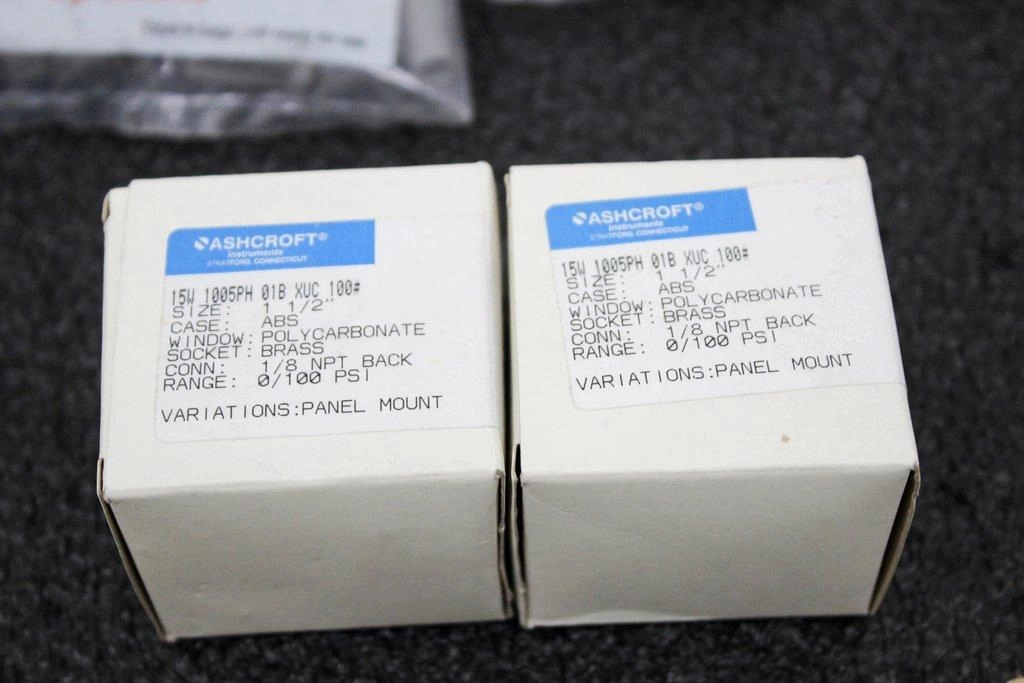 ASHCROFT®
Instruments
STRATFORD, CONNECTICUT
15W 1005PH 01B XUC 100#
SIZE: 1 1/2"
CASE: ABS
WINDOW: POLYCARBONATE
SOCKET: BRASS
CONN: 1/8 NPT BACK
RANGE: 0/100 PSI
VARIATIONS:PANEL MOUNT
ASHCROFT®
Instruments
STRATFORD, CONNECTICUT
15W 1005PH 01B XUC 100#
SIZE: 1 1/2"
CASE: ABS
WINDOW: POLYCARBONATE
SOCKET: BRASS
CONN: 1/8 NPT BACK
RANGE: 0/100 PSI
VARIATIONS:PANEL MOUNT